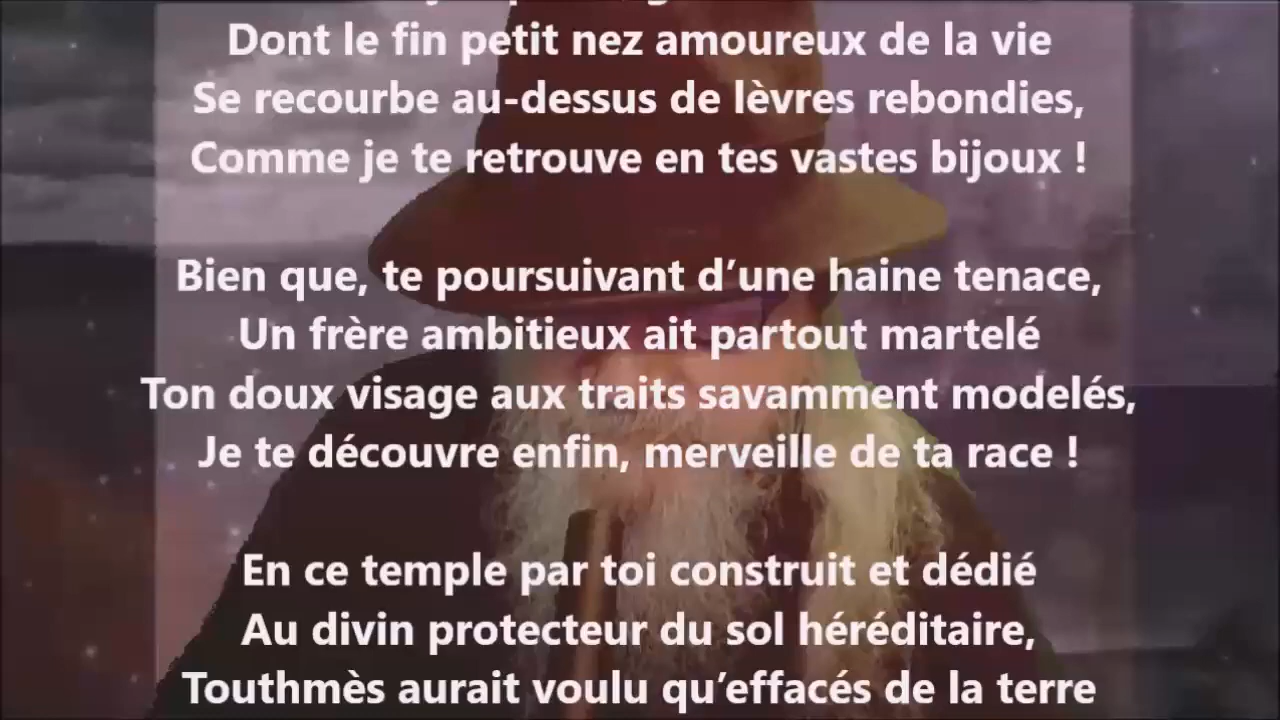 Dont le fin petit nez amoureux de la vie
Se recourbe au-dessus de lèvres rebondies,
Comme je te retrouve en tes vastes bijoux !
Bien que, te poursuivant d’une haine tenace,
Un frère ambitieux ait partout martelé
Ton doux visage aux traits savamment modelés,
Je te découvre enfin, merveille de ta race !
En ce temple par toi construit et dédié
Au divin protecteur du sol héréditaire,
Touthmès aurait voulu qu’effacés de la terre